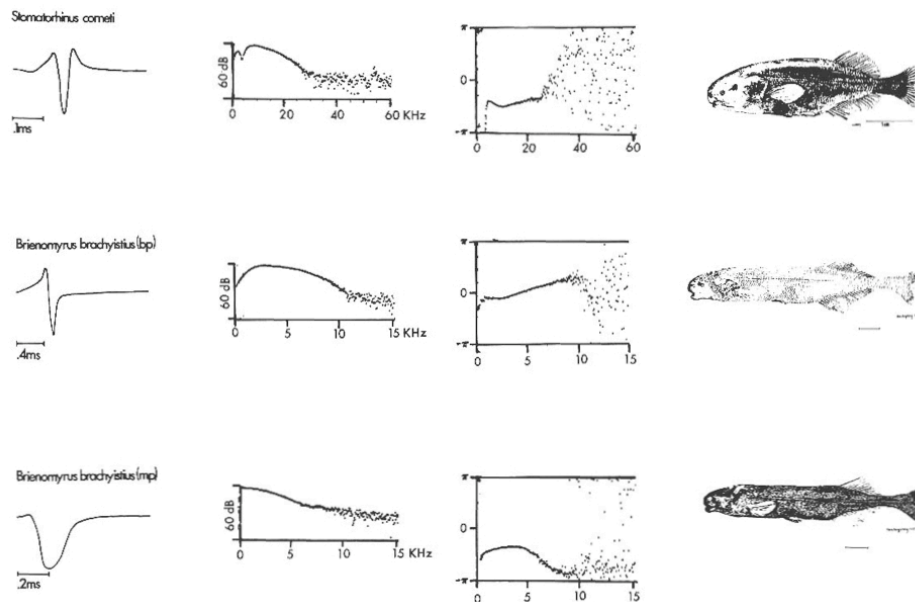 Stomatorhinus corneti
60 dB
0 20 40 60 KHz
.1ms
π
0
-π
0 20 40 60
Brienomyrus brachyistius (bp)
60 dB
0 5 10 15 KHz
.4ms
π
0
-π
0 5 10 15
Brienomyrus brachyistius (mp)
60 dB
0 5 10 15 KHz
.2ms
π
0
-π
0 5 10 15